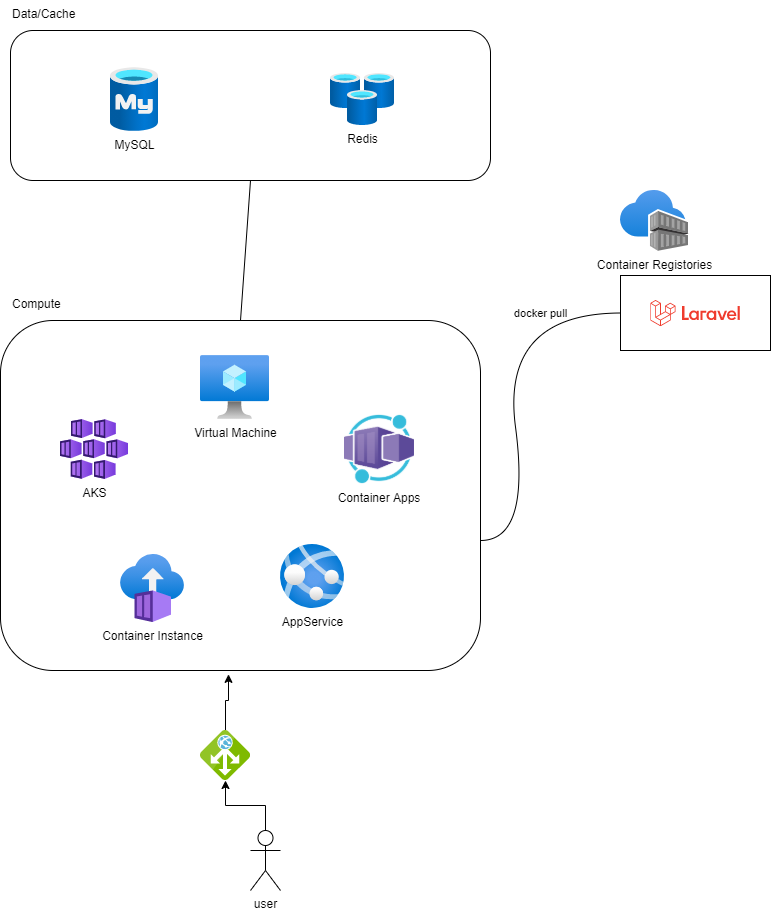 Data/Cache
My
MySQL
Redis
Container Registories
Laravel
docker pull
Compute
Virtual Machine
AKS
Container Apps
Container Instance
AppService
user